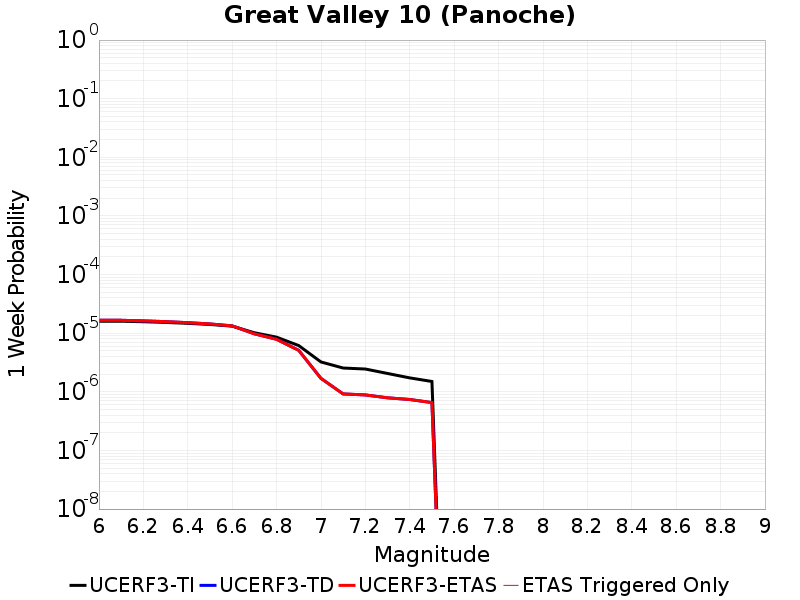 Great Valley 10 (Panoche)
1 Week Probability
10^0
10^-1
10^-2
10^-3
10^-4
10^-5
10^-6
10^-7
10^-8
6 6.2 6.4 6.6 6.8 7 7.2 7.4 7.6 7.8 8 8.2 8.4 8.6 8.8 9
Magnitude
UCERF3-TI UCERF3-TD UCERF3-ETAS ETAS Triggered Only